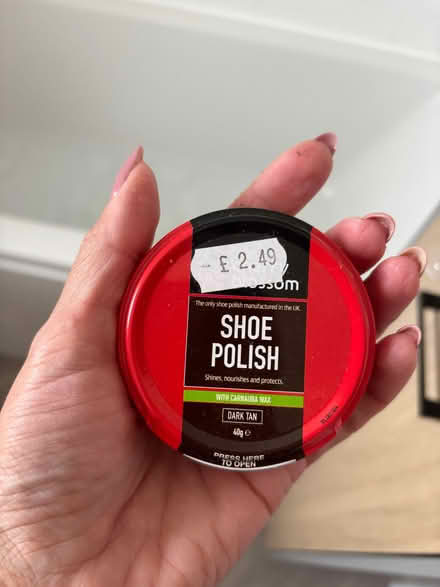 £ 2.49
The only shoe polish manufactured in the UK.
SHOE
POLISH
Shines, nourishes and protects.
WITH CARNAUBA WAX
DARK TAN
40g e
PRESS HERE
TO OPEN